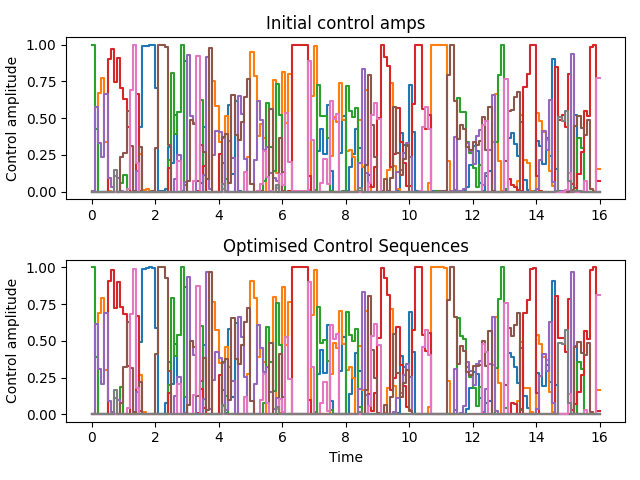 Initial control amps
Control amplitude
1.00
0.75
0.50
0.25
0.00
0 2 4 6 8 10 12 14 16
Optimised Control Sequences
Control amplitude
1.00
0.75
0.50
0.25
0.00
0 2 4 6 8 10 12 14 16
Time